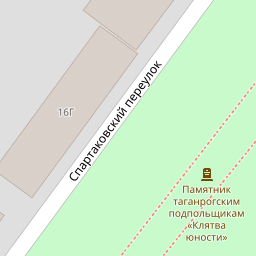 16Г
Спартаковский переулок
Памятник
таганрогским
подпольщикам
«Клятва
юности»